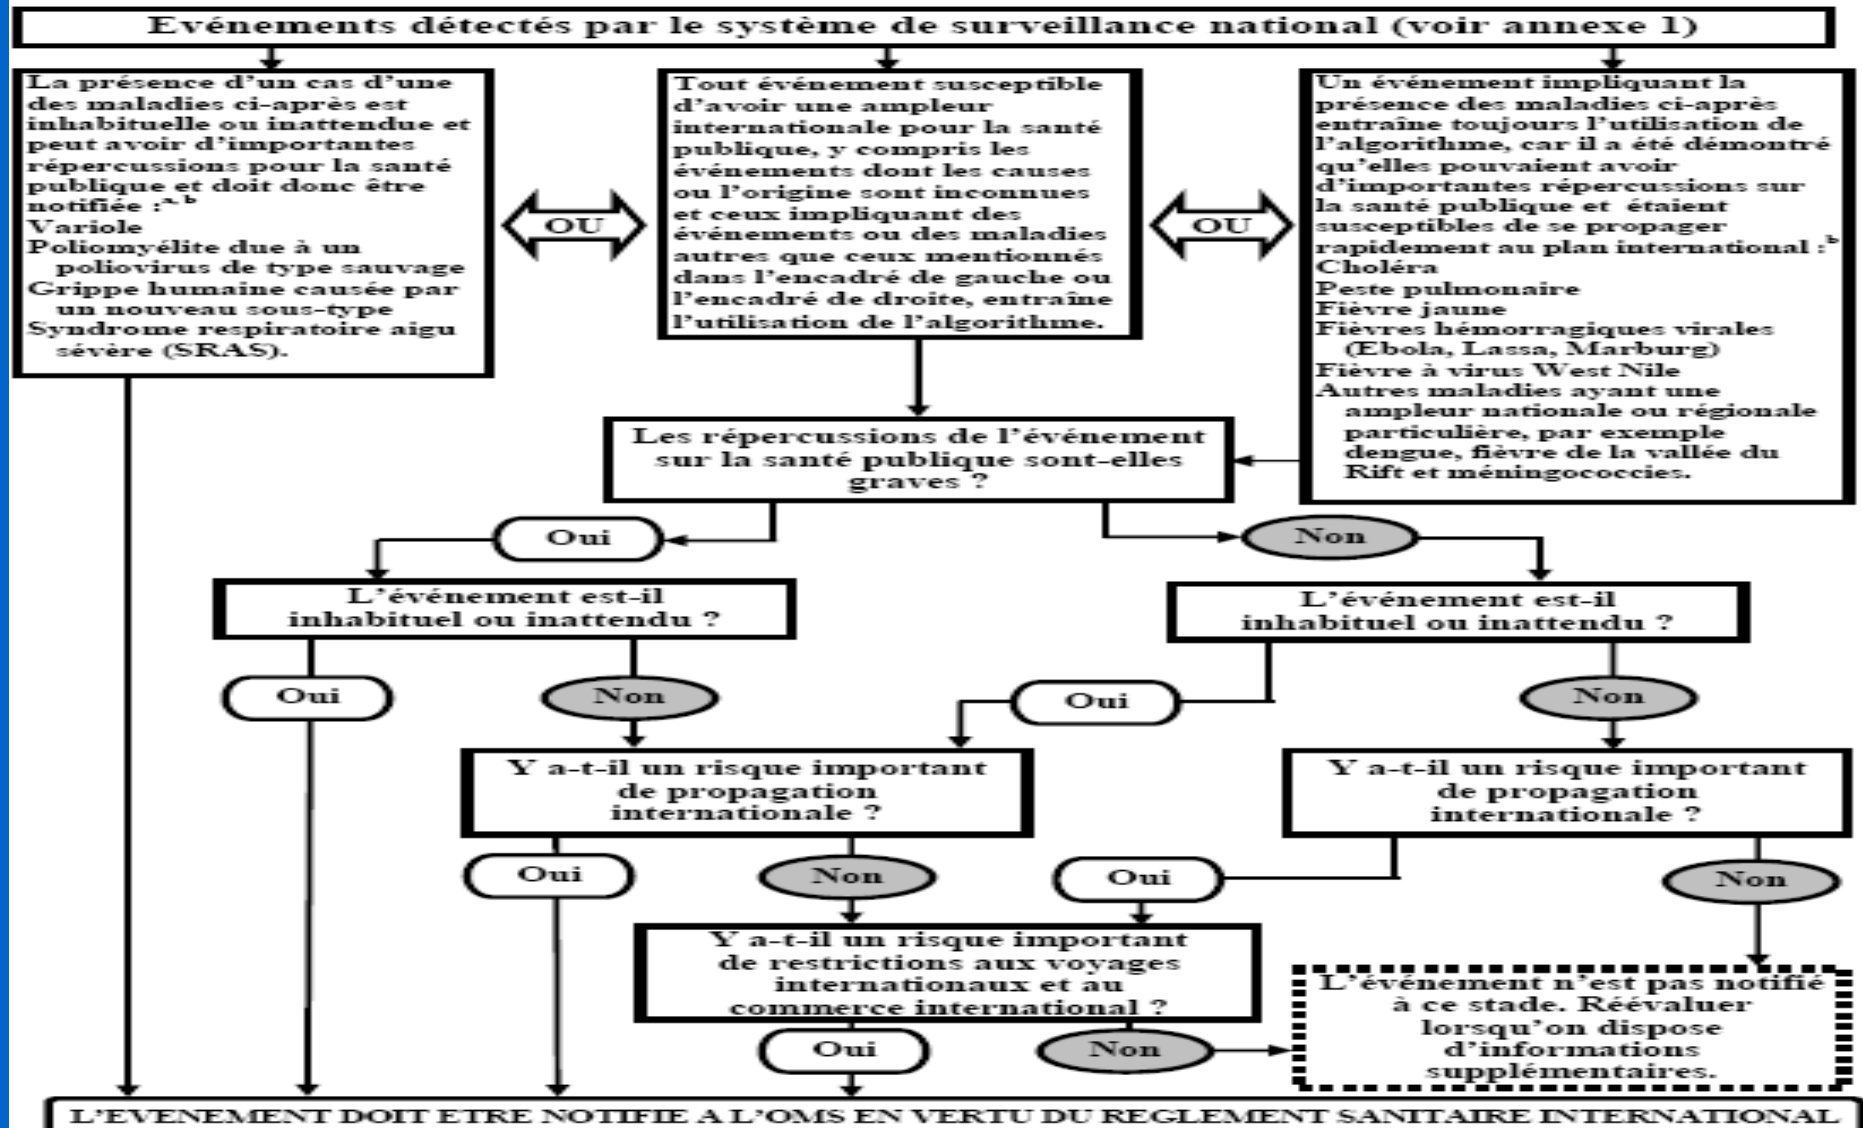 Evénements détectés par le système de surveillance national (voir annexe 1)
La présence d'un cas d'une
des maladies ci-après est
inhabituelle ou inattendue et
peut avoir d'importantes
répercussions pour la santé
publique et doit donc être
notifiée :a, b
Variole
Poliomyélite due à un
poliovirus de type sauvage
Grippe humaine causée par
un nouveau sous-type
Syndrome respiratoire aigu
sévère (SRAS).
OU
Tout événement susceptible
d'avoir une ampleur
internationale pour la santé
publique, y compris les
événements dont les causes
ou l'origine sont inconnues
et ceux impliquant des
événements ou des maladies
autres que ceux mentionnés
dans l'encadré de gauche ou
l'encadré de droite, entraîne
l'utilisation de l'algorithme.
OU
Un événement impliquant la
présence des maladies ci-après
entraîne toujours l'utilisation de
l'algorithme, car il a été démontré
qu'elles pouvaient avoir
d'importantes répercussions sur
la santé publique et étaient
susceptibles de se propager
rapidement au plan international :b
Choléra
Peste pulmonaire
Fièvre jaune
Fièvres hémorragiques virales
(Ebola, Lassa, Marburg)
Fièvre à virus West Nile
Autres maladies ayant une
ampleur nationale ou régionale
particulière, par exemple
dengue, fièvre de la vallée du
Rift et méningococcies.
Les répercussions de l'événement
sur la santé publique sont-elles
graves ?
Oui
Non
L'événement est-il
inhabituel ou inattendu ?
L'événement est-il
inhabituel ou inattendu ?
Oui
Non
Oui
Non
Y a-t-il un risque important
de propagation
internationale ?
Y a-t-il un risque important
de propagation
internationale ?
Oui
Non
Oui
Non
Y a-t-il un risque important
de restrictions aux voyages
internationaux et au
commerce international ?
L'événement n'est pas notifié
à ce stade. Réévaluer
lorsqu'on dispose
d'informations
supplémentaires.
Oui
Non
L'EVENEMENT DOIT ETRE NOTIFIE A L'OMS EN VERTU DU REGLEMENT SANITAIRE INTERNATIONAL